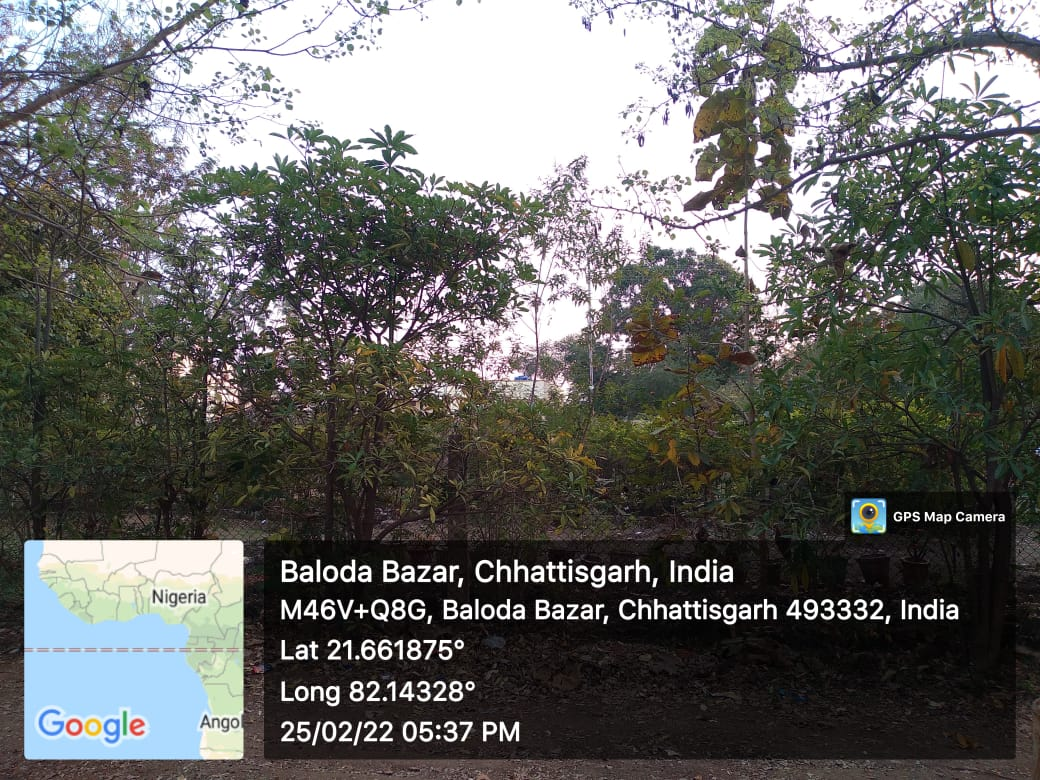 GPS Map Camera
Nigeria
Angol
Google
Baloda Bazar, Chhattisgarh, India
M46V+Q8G, Baloda Bazar, Chhattisgarh 493332, India
Lat 21.661875°
Long 82.14328°
25/02/22 05:37 PM